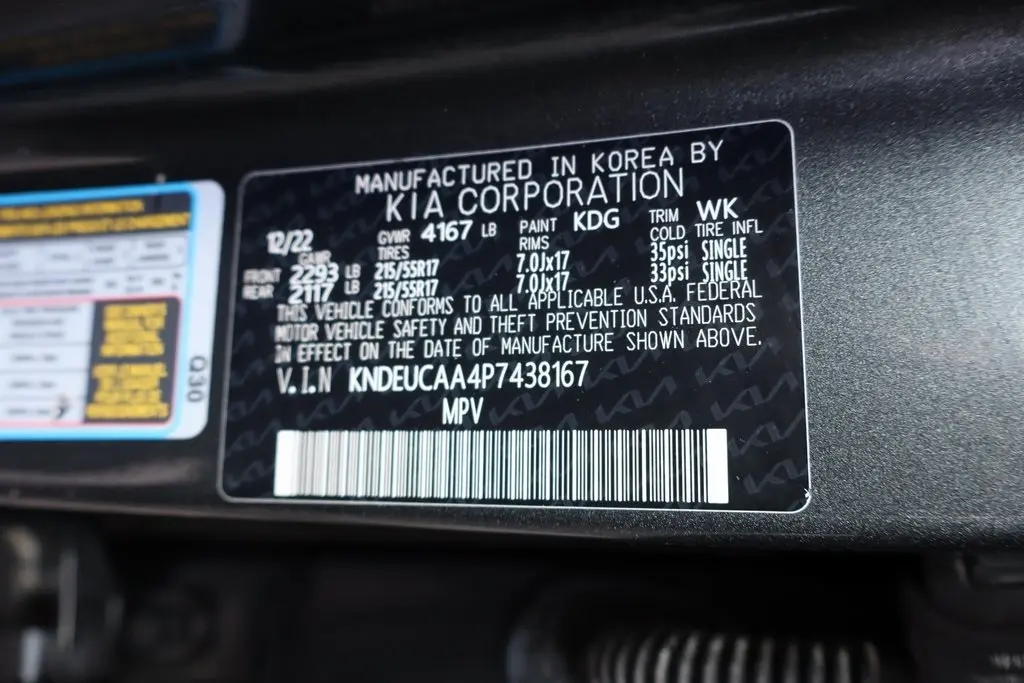 MANUFACTURED IN KOREA BY
KIA CORPORATION
12/22 GVWR 4167 LB PAINT KDG TRIM WK
GAWR TIRES RIMS COLD TIRE INFL
FRONT 2293 LB 215/55R17 7.0Jx17 35psi SINGLE
REAR 2117 LB 215/55R17 7.0Jx17 33psi SINGLE
THIS VEHICLE CONFORMS TO ALL APPLICABLE U.S.A. FEDERAL
MOTOR VEHICLE SAFETY AND THEFT PREVENTION STANDARDS
IN EFFECT ON THE DATE OF MANUFACTURE SHOWN ABOVE.
V.I.N KNDEUCAA4P7438167
MPV
Q30